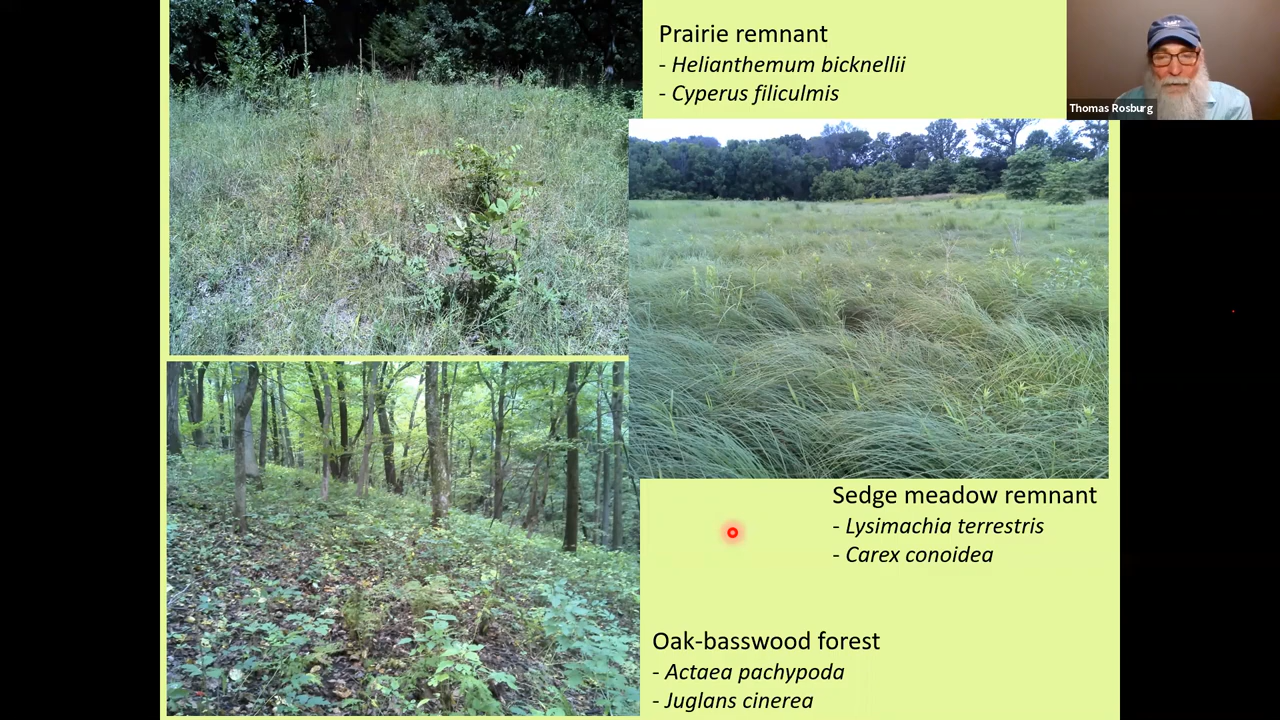 Prairie remnant
- Helianthemum bicknellii
- Cyperus filiculmis
Thomas Rosburg
Sedge meadow remnant
- Lysimachia terrestris
- Carex conoidea
Oak-basswood forest
- Actaea pachypoda
- Juglans cinerea